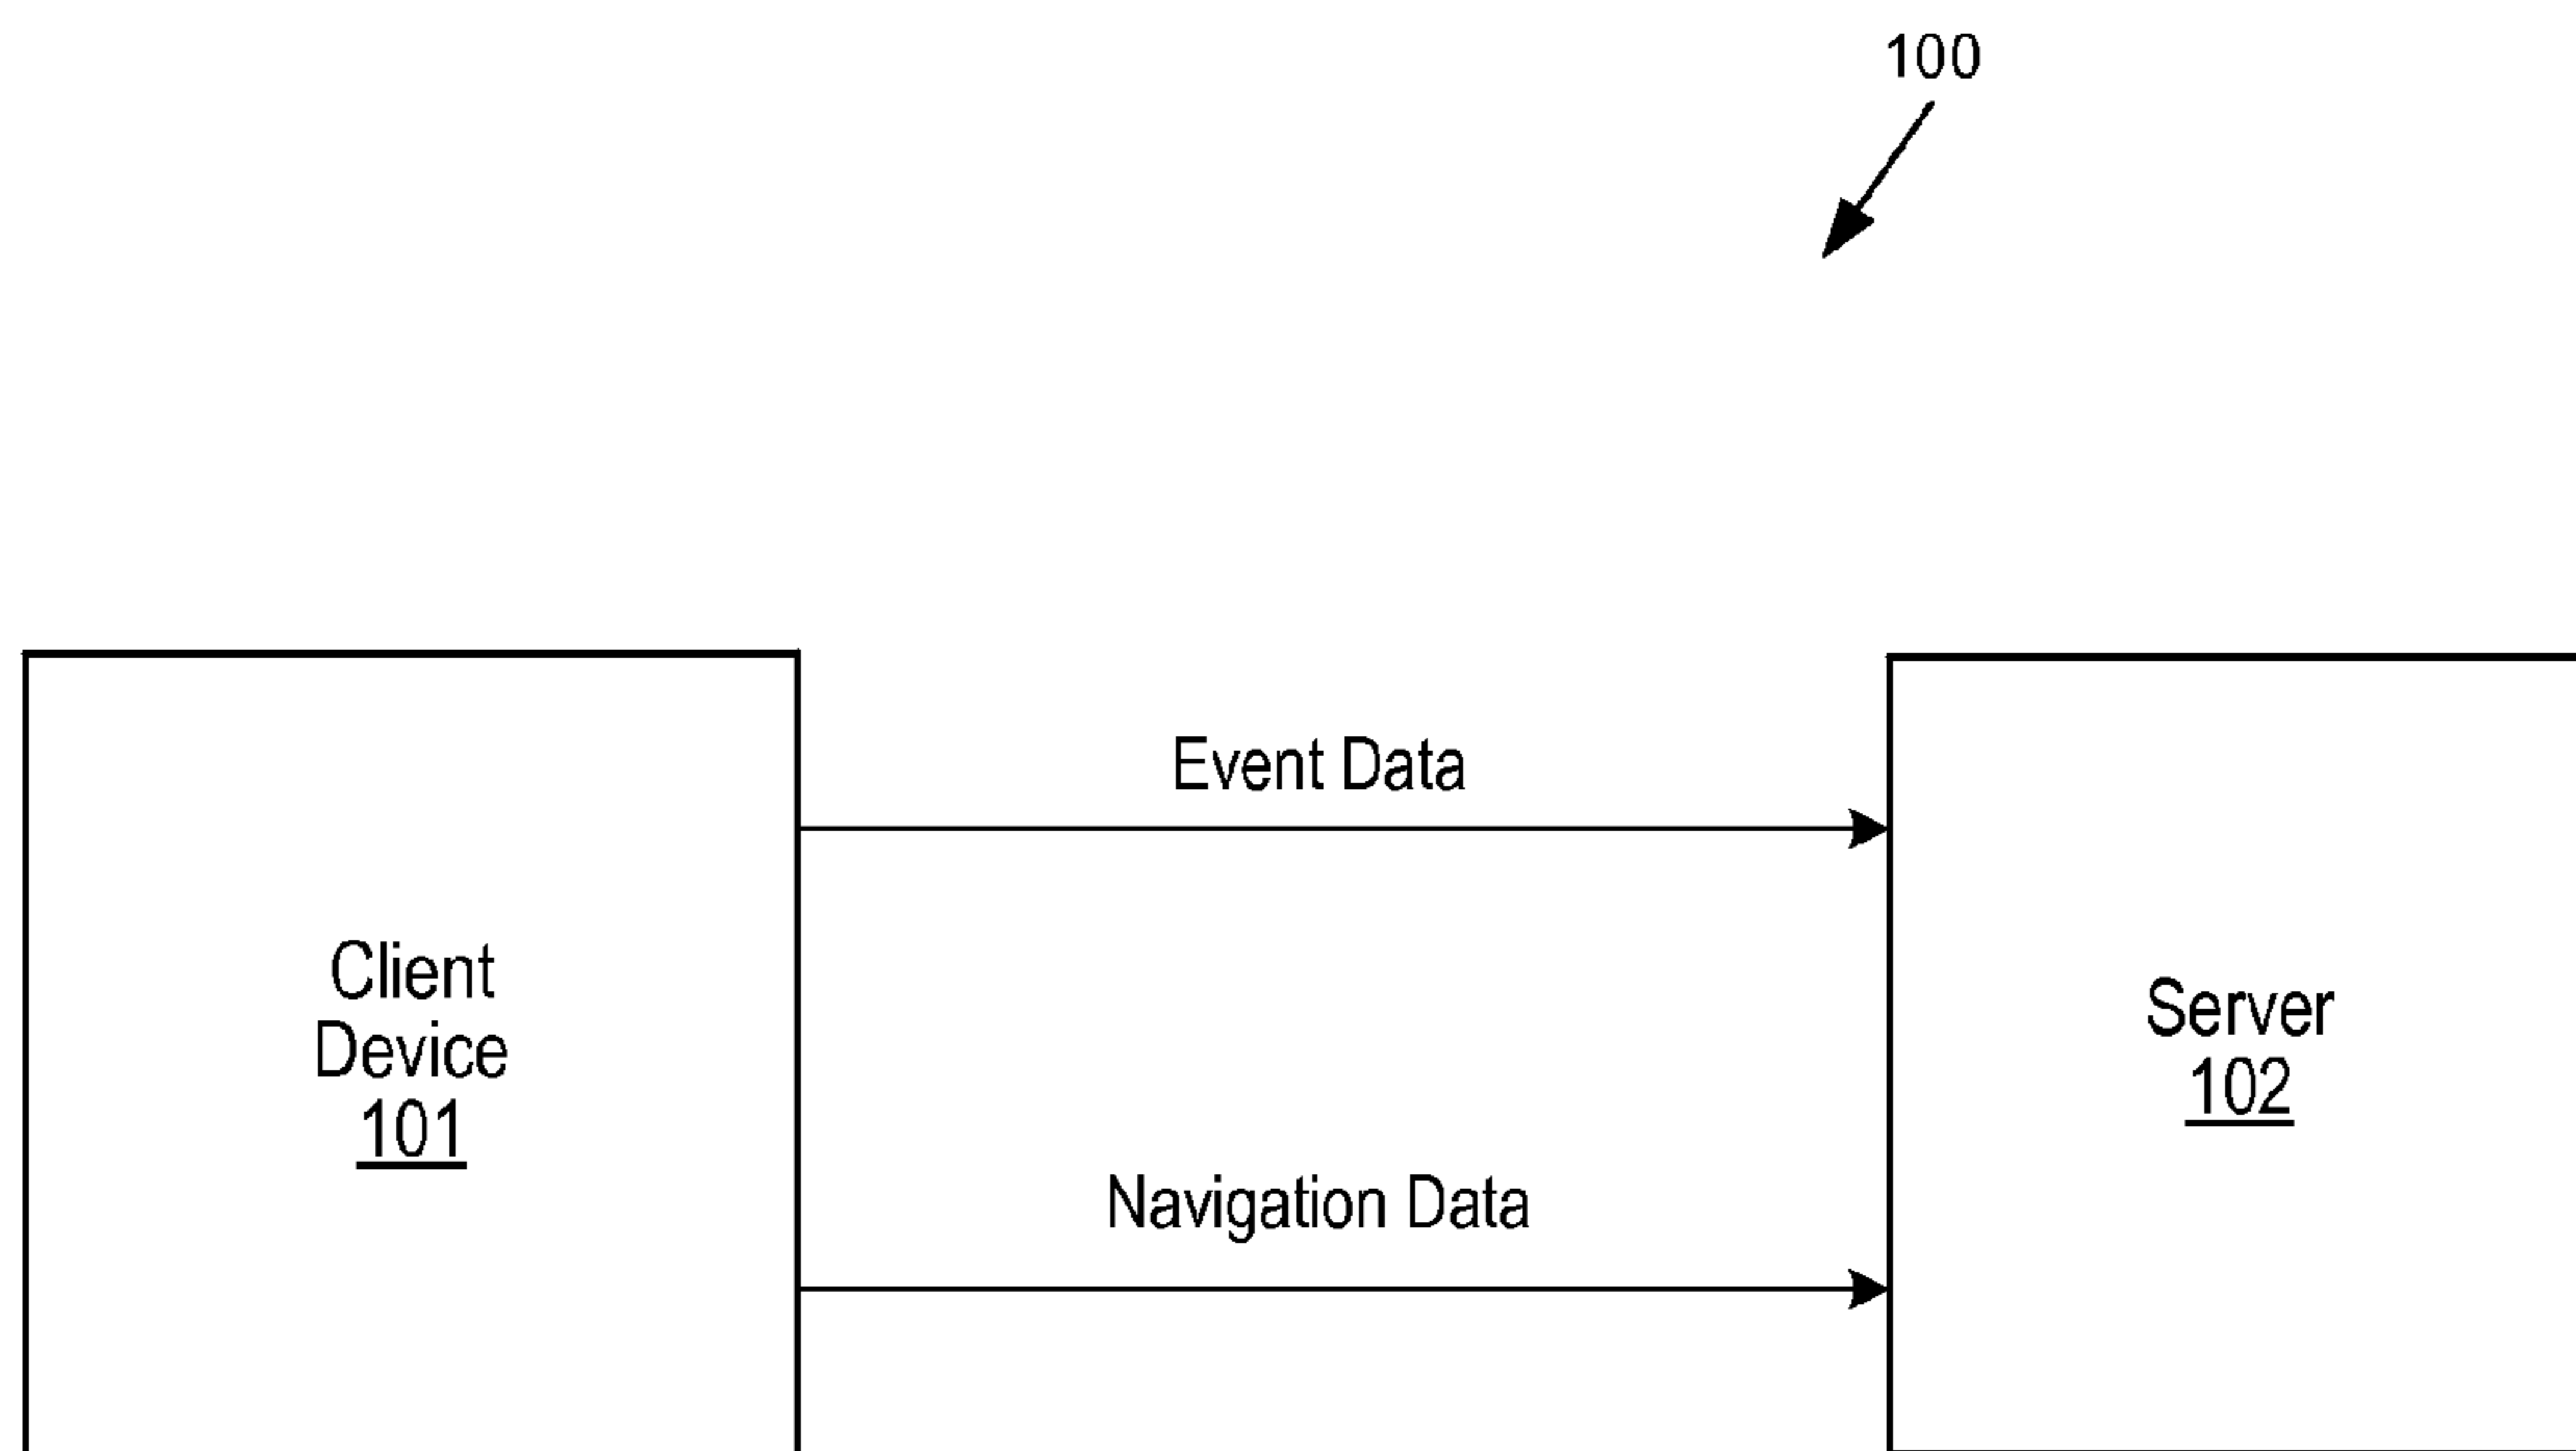 100
Event Data
Client
Device
101
Server
102
Navigation Data